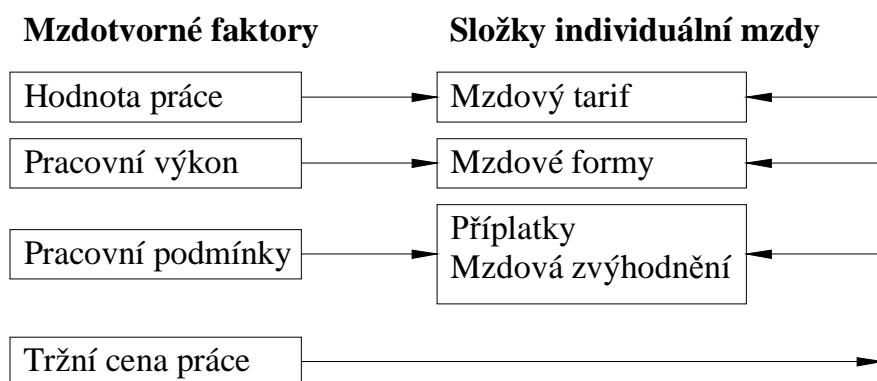 Mzdotvorné faktory
Složky individuální mzdy
Hodnota práce
Mzdový tarif
Pracovní výkon
Mzdové formy
Pracovní podmínky
Příplatky
Mzdová zvýhodnění
Tržní cena práce